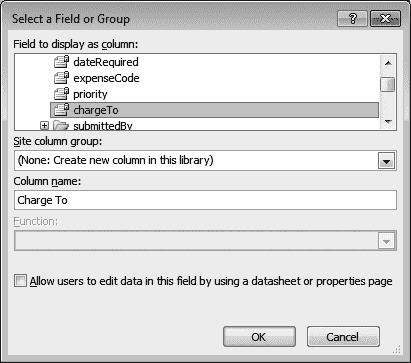 Select a Field or Group
Field to display as column:
dateRequired
expenseCode
priority
chargeTo
submittedBy
Site column group:
(None: Create new column in this library)
Column name:
Charge To
Function:
Allow users to edit data in this field by using a datasheet or properties page
OK
Cancel